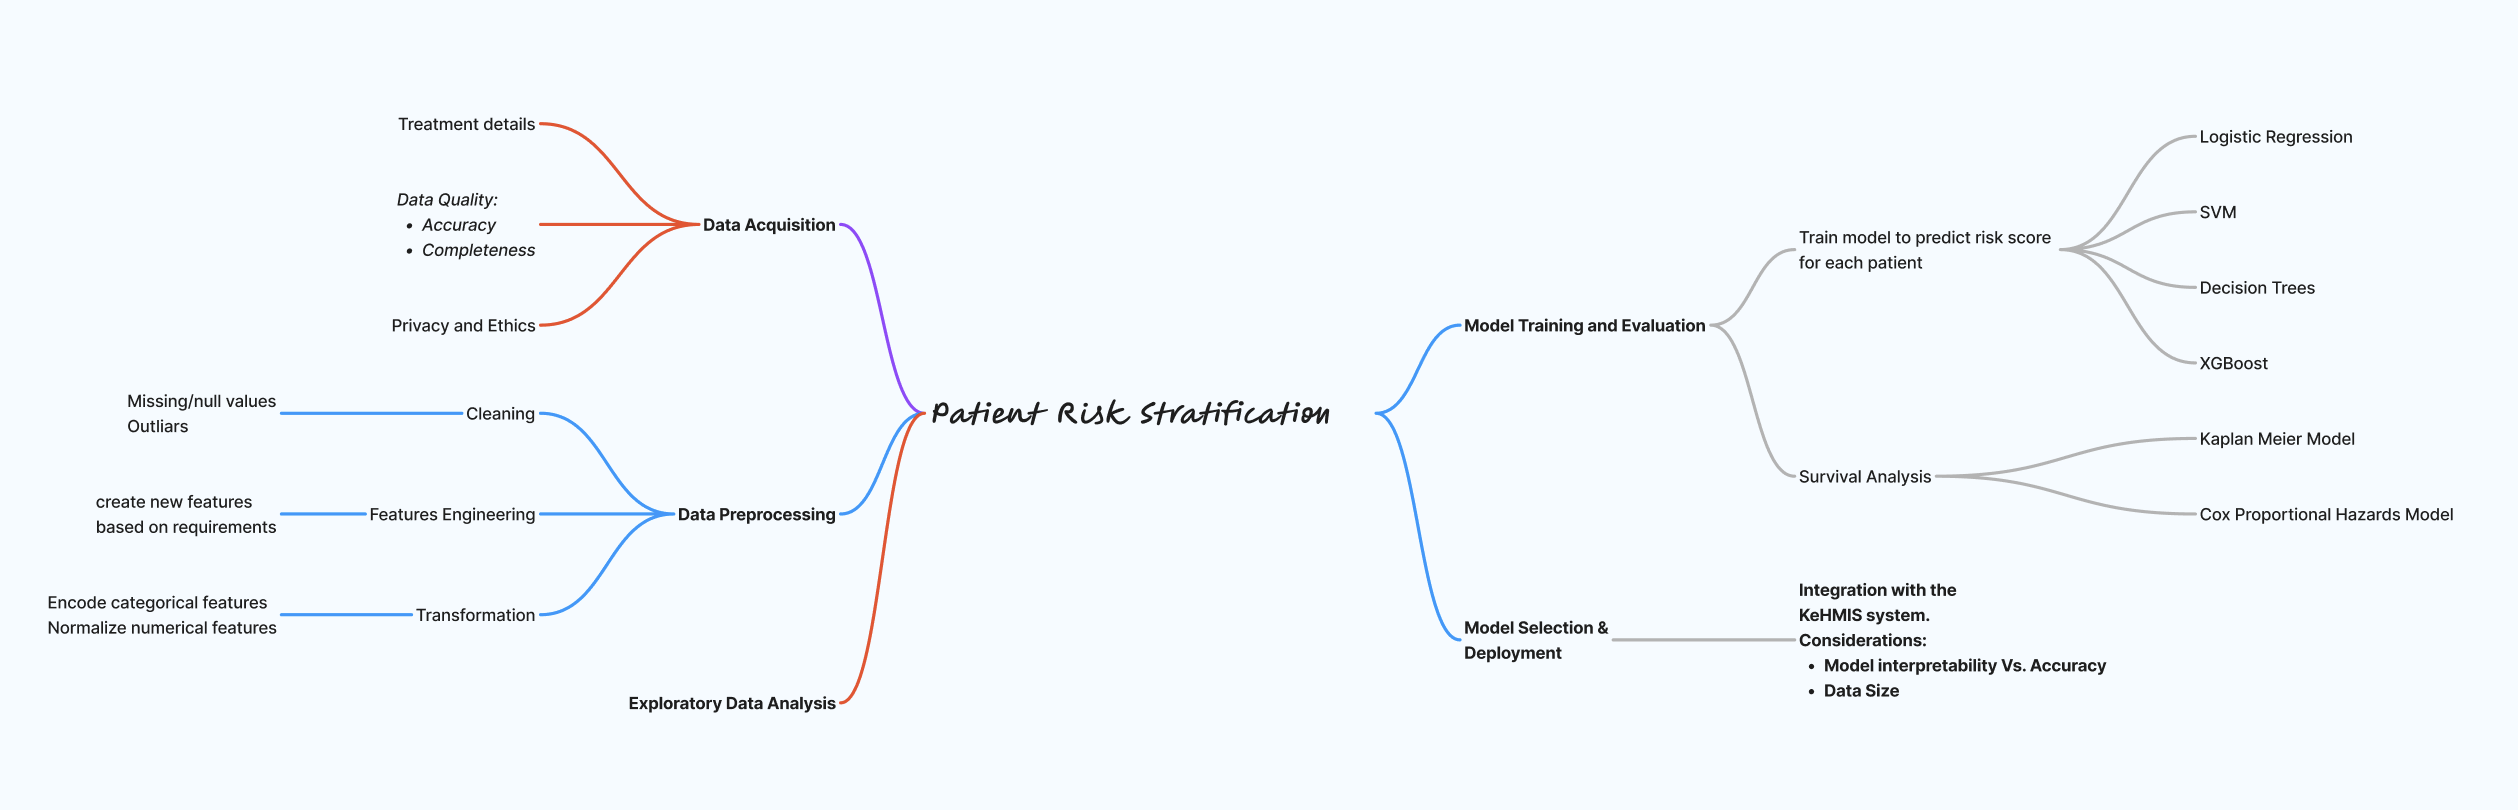 Treatment details
Data Quality:
• Accuracy
• Completeness
Privacy and Ethics
Data Acquisition
Missing/null values
Outliars
Cleaning
create new features
based on requirements
Features Engineering
Encode categorical features
Normalize numerical features
Transformation
Data Preprocessing
Exploratory Data Analysis
Patient Risk Stratification
Model Training and Evaluation
Train model to predict risk score
for each patient
Logistic Regression
SVM
Decision Trees
XGBoost
Survival Analysis
Kaplan Meier Model
Cox Proportional Hazards Model
Model Selection &
Deployment
Integration with the
KeHMIS system.
Considerations:
• Model interpretability Vs. Accuracy
• Data Size